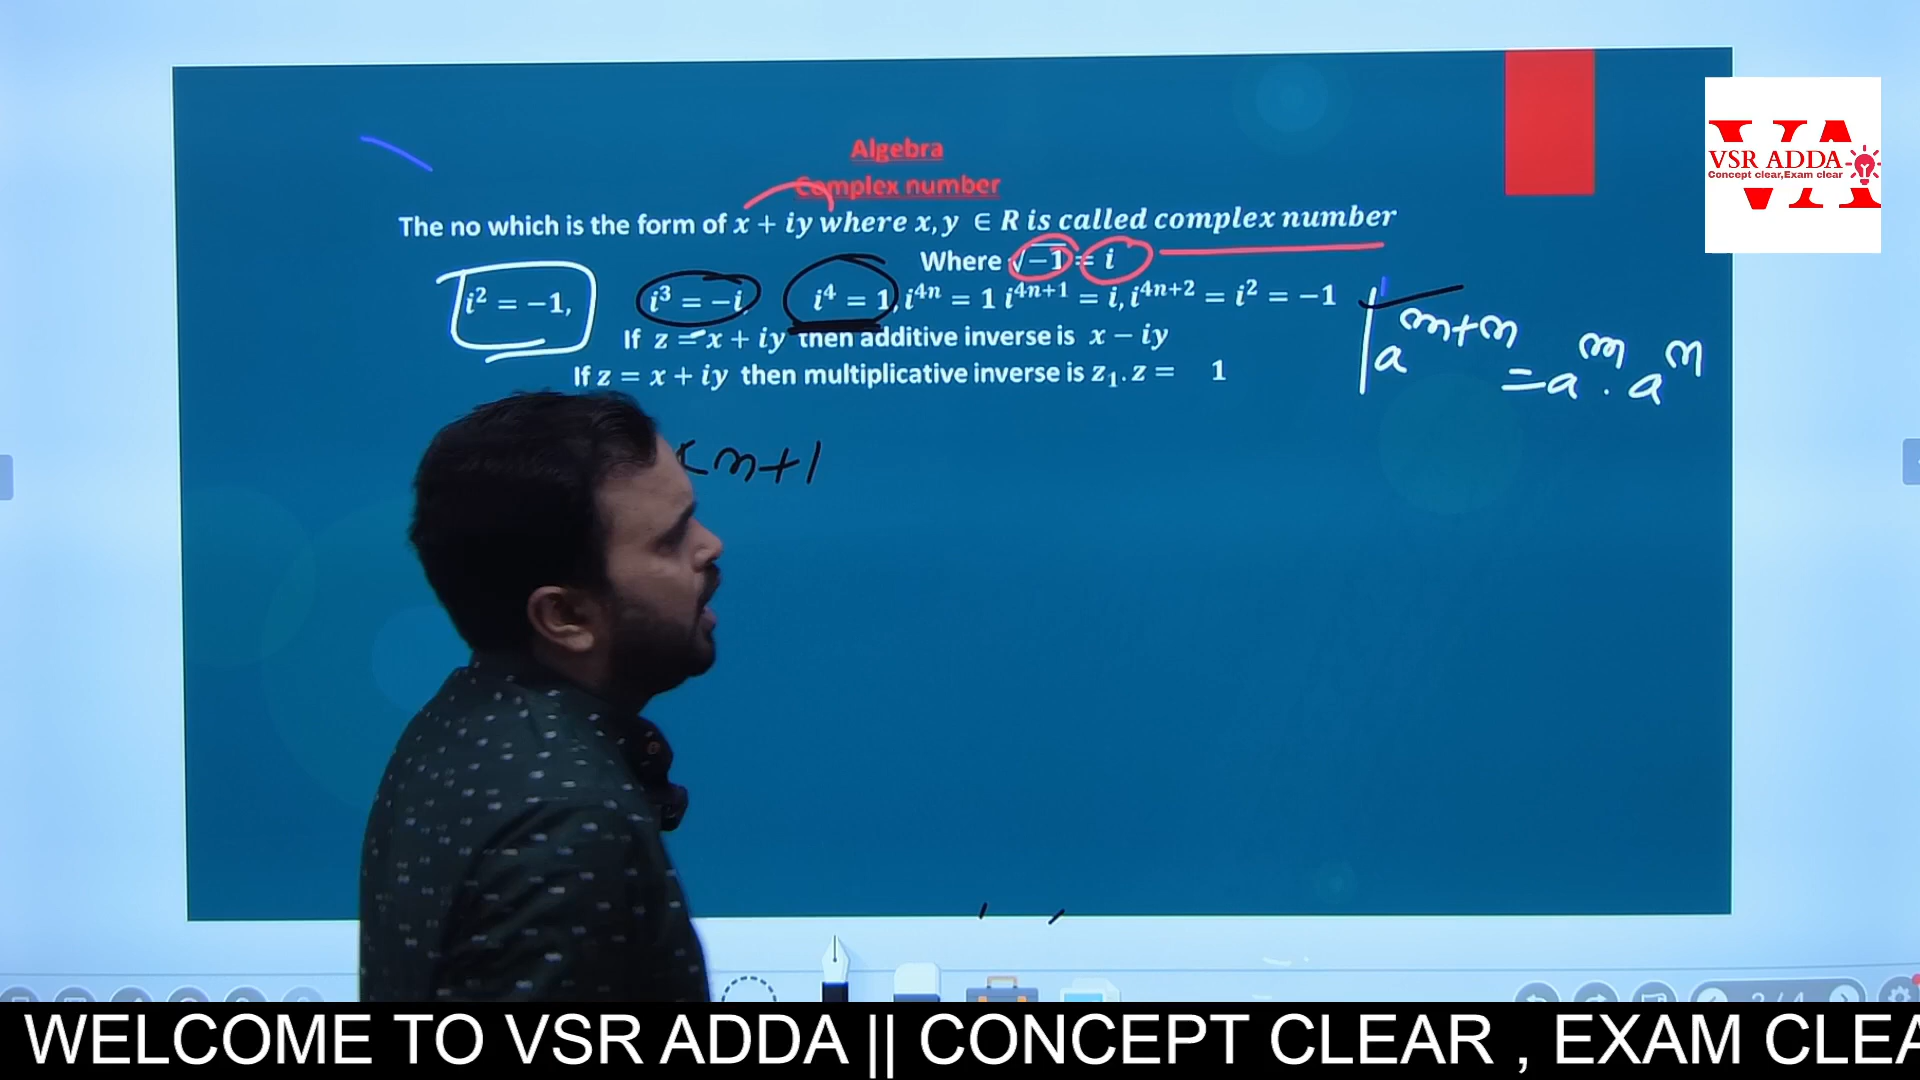 Algebra
Complex number
The no which is the form of x + iy where x, y ∈ R is called complex number
Where √−1 = i
i² = −1, i³ = −i, i⁴ = 1, i⁴ⁿ = 1 i⁴ⁿ⁺¹ = i, i⁴ⁿ⁺² = i² = −1
If z = x + iy then additive inverse is x − iy
If z = x + iy then multiplicative inverse is z₁. z = 1
aᵐ⁺ⁿ = aᵐ . aⁿ
n+1
VSR ADDA
Concept clear,Exam clear
WELCOME TO VSR ADDA || CONCEPT CLEAR , EXAM CLEA